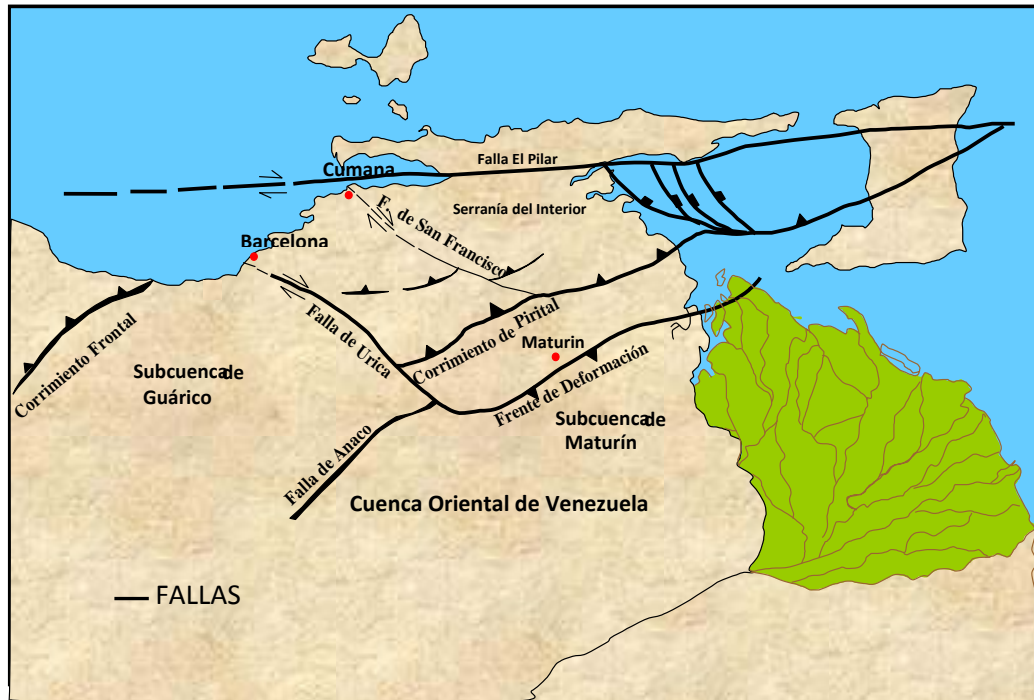 Falla El Pilar
Cumana
F. de San Francisco
Serranía del Interior
Barcelona
Falla de Urica
Corrimiento de Pirital
Maturin
Corrimiento Frontal
Subcuenca de
Guárico
Frente de Deformación
Subcuenca de
Maturín
Falla de Anaco
Cuenca Oriental de Venezuela
FALLAS